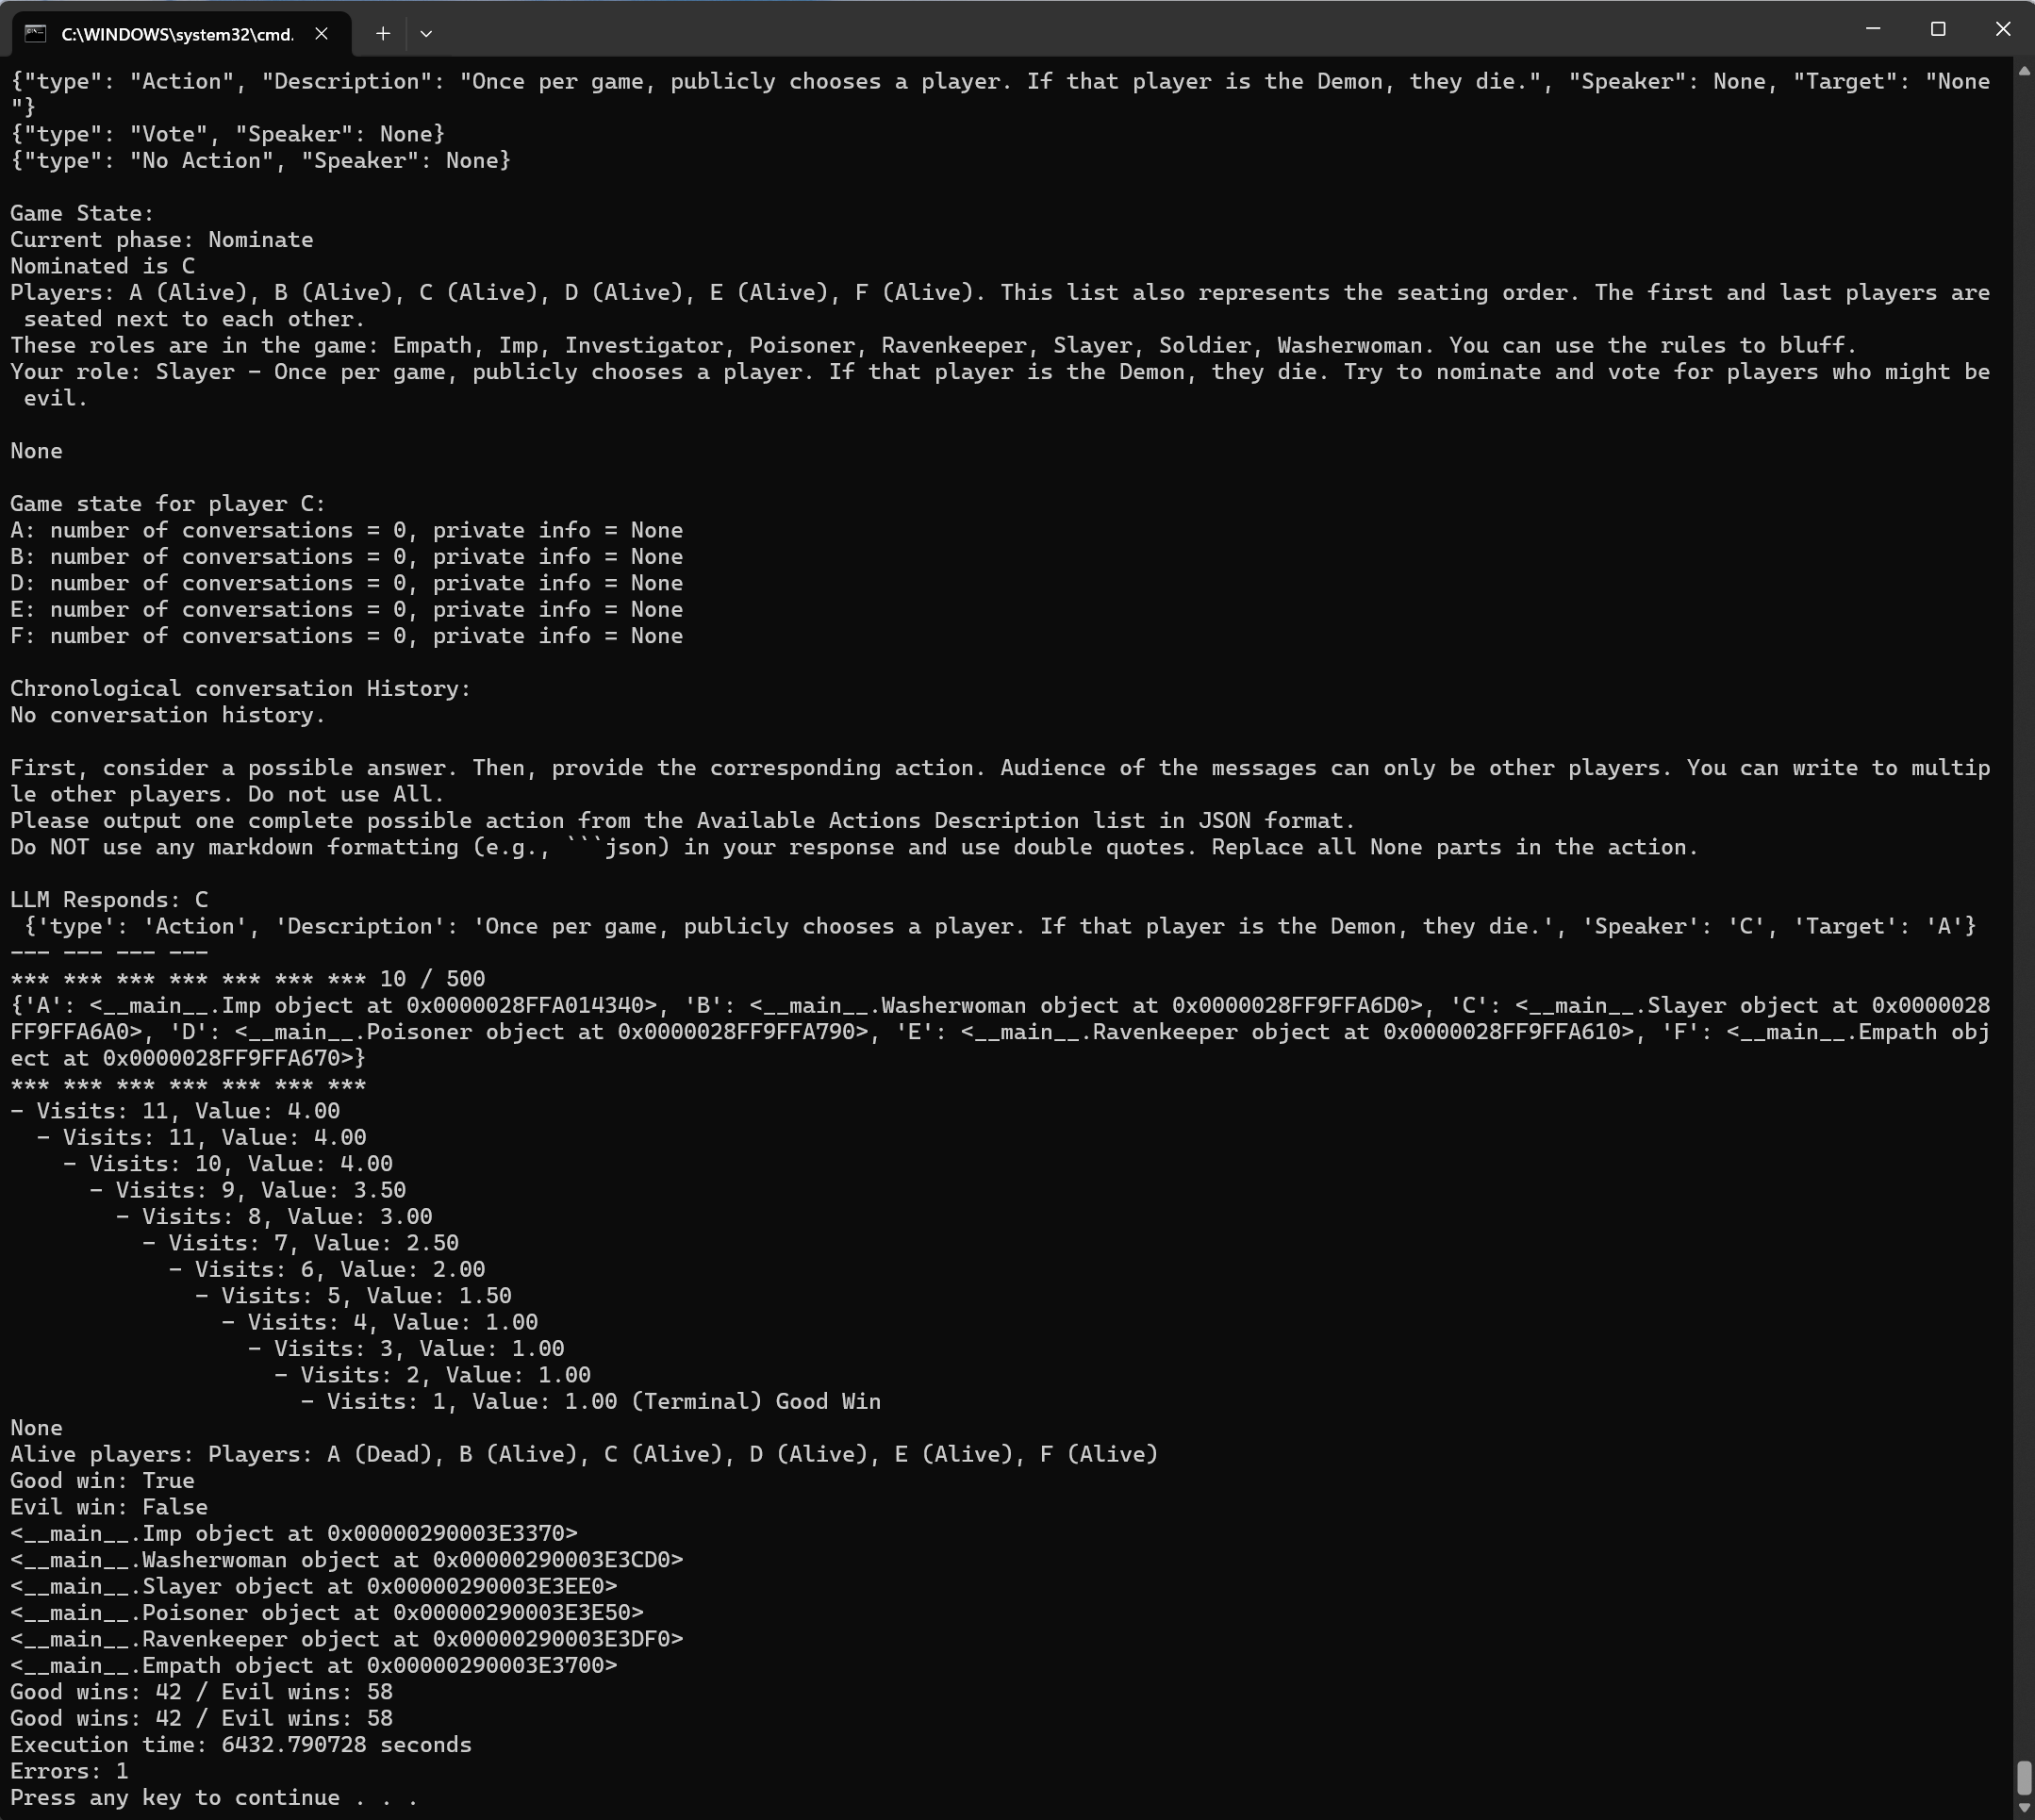 C:\WINDOWS\system32\cmd.
{"type": "Action", "Description": "Once per game, publicly chooses a player. If that player is the Demon, they die.", "Speaker": None, "Target": "None
"}
{"type": "Vote", "Speaker": None}
{"type": "No Action", "Speaker": None}

Game State:
Current phase: Nominate
Nominated is C
Players: A (Alive), B (Alive), C (Alive), D (Alive), E (Alive), F (Alive). This list also represents the seating order. The first and last players are
 seated next to each other.
These roles are in the game: Empath, Imp, Investigator, Poisoner, Ravenkeeper, Slayer, Soldier, Washerwoman. You can use the rules to bluff.
Your role: Slayer - Once per game, publicly chooses a player. If that player is the Demon, they die. Try to nominate and vote for players who might be
 evil.

None

Game state for player C:
A: number of conversations = 0, private info = None
B: number of conversations = 0, private info = None
D: number of conversations = 0, private info = None
E: number of conversations = 0, private info = None
F: number of conversations = 0, private info = None

Chronological conversation History:
No conversation history.

First, consider a possible answer. Then, provide the corresponding action. Audience of the messages can only be other players. You can write to multip
le other players. Do not use All.
Please output one complete possible action from the Available Actions Description list in JSON format.
Do NOT use any markdown formatting (e.g., ```json) in your response and use double quotes. Replace all None parts in the action.

LLM Responds: C
 {'type': 'Action', 'Description': 'Once per game, publicly chooses a player. If that player is the Demon, they die.', 'Speaker': 'C', 'Target': 'A'}
--- --- --- ---
*** *** *** *** *** *** *** 10 / 500
{'A': <__main__.Imp object at 0x0000028FFA014340>, 'B': <__main__.Washerwoman object at 0x0000028FF9FFA6D0>, 'C': <__main__.Slayer object at 0x0000028
FF9FFA6A0>, 'D': <__main__.Poisoner object at 0x0000028FF9FFA790>, 'E': <__main__.Ravenkeeper object at 0x0000028FF9FFA610>, 'F': <__main__.Empath obj
ect at 0x0000028FF9FFA670>}
*** *** *** *** *** *** ***
- Visits: 11, Value: 4.00
  - Visits: 11, Value: 4.00
    - Visits: 10, Value: 4.00
      - Visits: 9, Value: 3.50
        - Visits: 8, Value: 3.00
          - Visits: 7, Value: 2.50
            - Visits: 6, Value: 2.00
              - Visits: 5, Value: 1.50
                - Visits: 4, Value: 1.00
                  - Visits: 3, Value: 1.00
                    - Visits: 2, Value: 1.00
                      - Visits: 1, Value: 1.00 (Terminal) Good Win
None
Alive players: Players: A (Dead), B (Alive), C (Alive), D (Alive), E (Alive), F (Alive)
Good win: True
Evil win: False
<__main__.Imp object at 0x00000290003E3370>
<__main__.Washerwoman object at 0x00000290003E3CD0>
<__main__.Slayer object at 0x00000290003E3EE0>
<__main__.Poisoner object at 0x00000290003E3E50>
<__main__.Ravenkeeper object at 0x00000290003E3DF0>
<__main__.Empath object at 0x00000290003E3700>
Good wins: 42 / Evil wins: 58
Good wins: 42 / Evil wins: 58
Execution time: 6432.790728 seconds
Errors: 1
Press any key to continue . . .